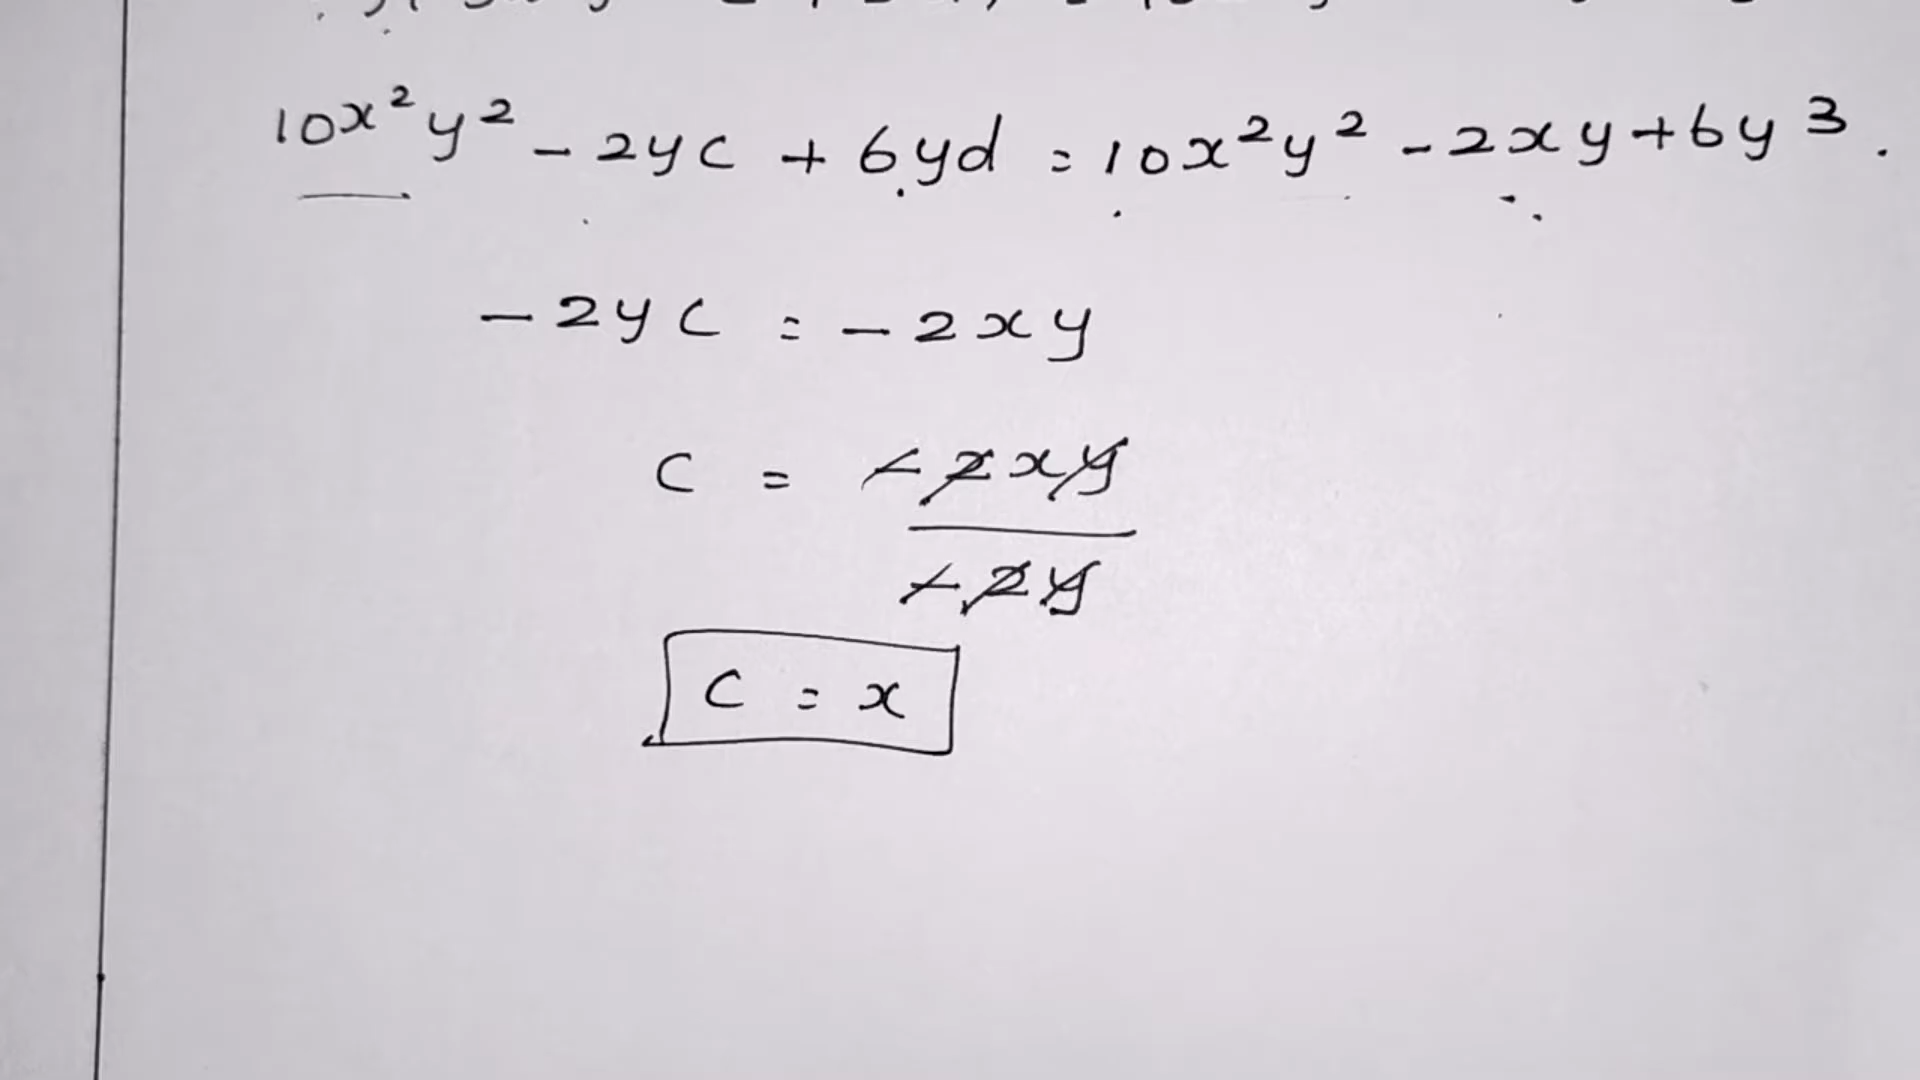 10x²y² - 2yc + 6yd = 10x²y² - 2xy + 6y³.
- 2yc = - 2xy
c = -2xy
-2y
c = x